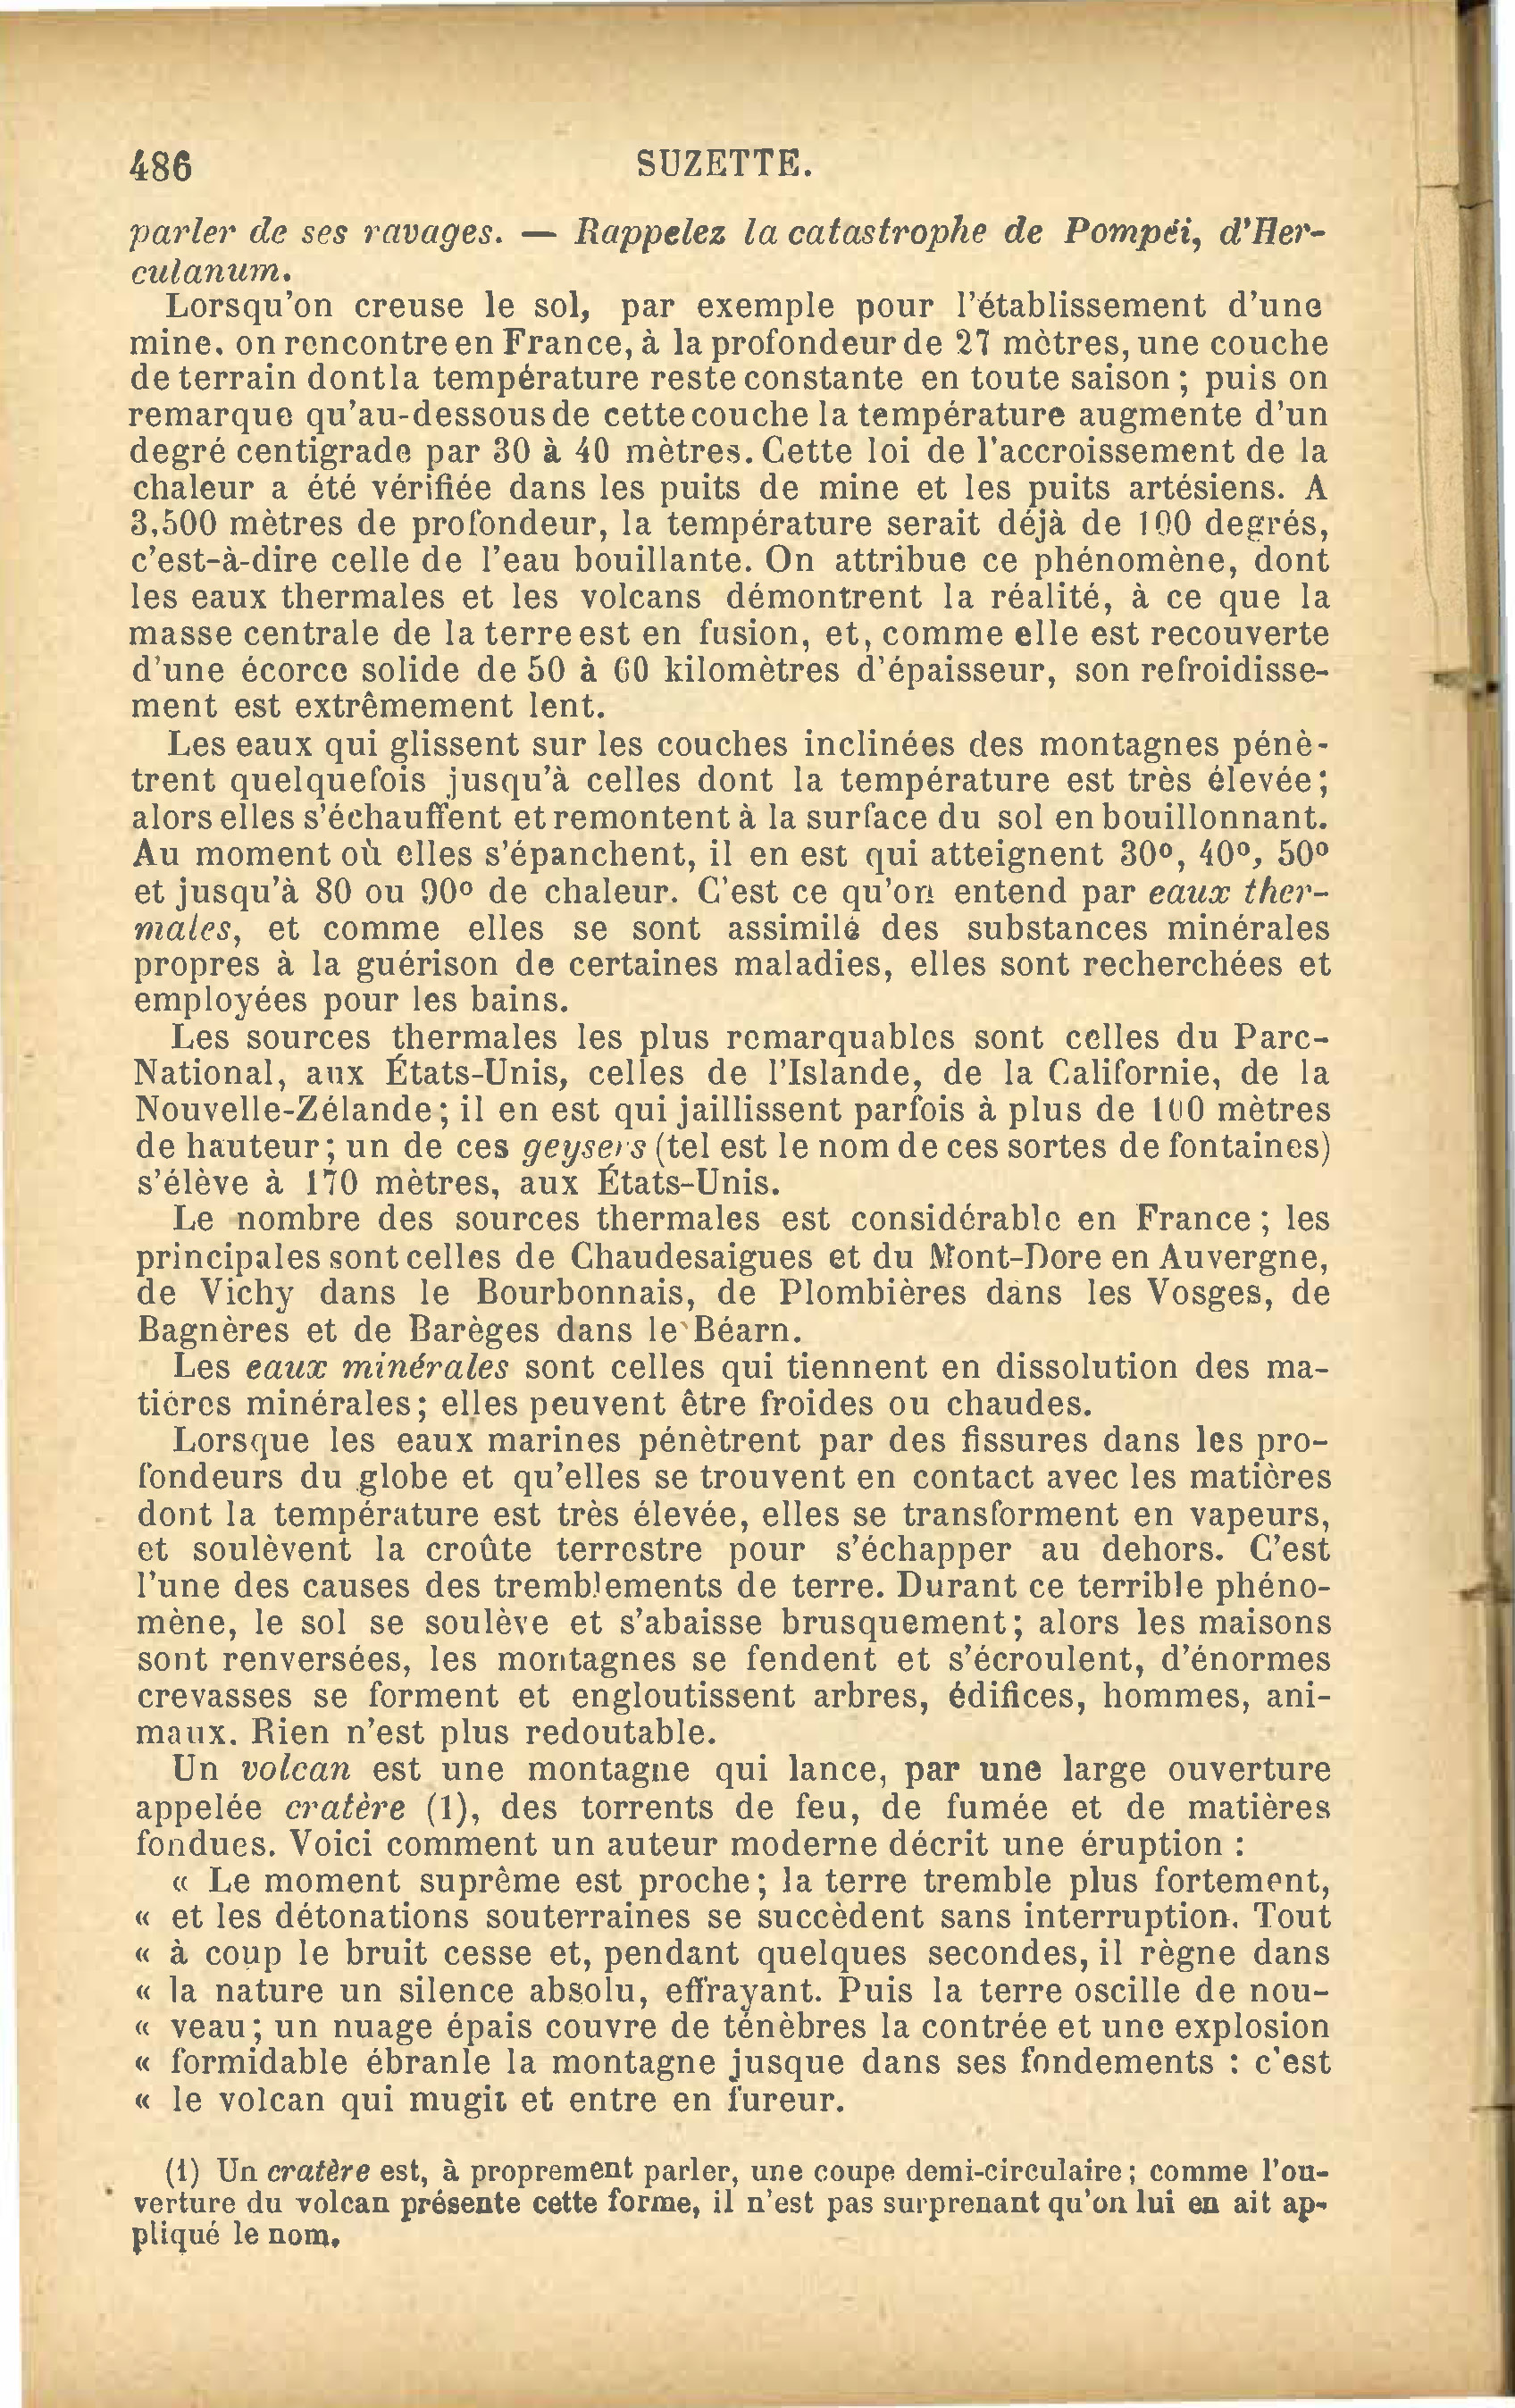 486 SUZETTE.
parler de ses ravages. — Rappelez la catastrophe de Pompéi, d'Her-
culanum.
Lorsqu'on creuse le sol, par exemple pour l'établissement d'une
mine, on rencontre en France, à la profondeur de 27 mètres, une couche
de terrain dont la température reste constante en toute saison; puis on
remarque qu'au-dessous de cette couche la température augmente d'un
degré centigrade par 30 à 40 mètres. Cette loi de l'accroissement de la
chaleur a été vérifiée dans les puits de mine et les puits artésiens. A
3,500 mètres de profondeur, la température serait déjà de 100 degrés,
c'est-à-dire celle de l'eau bouillante. On attribue ce phénomène, dont
les eaux thermales et les volcans démontrent la réalité, à ce que la
masse centrale de la terre est en fusion, et, comme elle est recouverte
d'une écorce solide de 50 à 60 kilomètres d'épaisseur, son refroidisse-
ment est extrêmement lent.
Les eaux qui glissent sur les couches inclinées des montagnes pénè-
trent quelquefois jusqu'à celles dont la température est très élevée;
alors elles s'échauffent et remontent à la surface du sol en bouillonnant.
Au moment où elles s'épanchent, il en est qui atteignent 30º, 40º, 50º
et jusqu'à 80 ou 90º de chaleur. C'est ce qu'on entend par eaux ther-
males, et comme elles se sont assimilé des substances minérales
propres à la guérison de certaines maladies, elles sont recherchées et
employées pour les bains.
Les sources thermales les plus remarquables sont celles du Parc-
National, aux États-Unis, celles de l'Islande, de la Californie, de la
Nouvelle-Zélande; il en est qui jaillissent parfois à plus de 100 mètres
de hauteur; un de ces geysers (tel est le nom de ces sortes de fontaines)
s'élève à 170 mètres, aux États-Unis.
Le nombre des sources thermales est considérable en France; les
principales sont celles de Chaudesaigues et du Mont-Dore en Auvergne,
de Vichy dans le Bourbonnais, de Plombières dans les Vosges, de
Bagnères et de Barèges dans le Béarn.
Les eaux minérales sont celles qui tiennent en dissolution des ma-
tières minérales; elles peuvent être froides ou chaudes.
Lorsque les eaux marines pénètrent par des fissures dans les pro-
fondeurs du globe et qu'elles se trouvent en contact avec les matières
dont la température est très élevée, elles se transforment en vapeurs,
et soulèvent la croûte terrestre pour s'échapper au dehors. C'est
l'une des causes des tremblements de terre. Durant ce terrible phéno-
mène, le sol se soulève et s'abaisse brusquement; alors les maisons
sont renversées, les montagnes se fendent et s'écroulent, d'énormes
crevasses se forment et engloutissent arbres, édifices, hommes, ani-
maux. Rien n'est plus redoutable.
Un volcan est une montagne qui lance, par une large ouverture
appelée cratère (1), des torrents de feu, de fumée et de matières
fondues. Voici comment un auteur moderne décrit une éruption :
« Le moment suprême est proche; la terre tremble plus fortement,
« et les détonations souterraines se succèdent sans interruption. Tout
« à coup le bruit cesse et, pendant quelques secondes, il règne dans
« la nature un silence absolu, effrayant. Puis la terre oscille de nou-
« veau; un nuage épais couvre de ténèbres la contrée et une explosion
« formidable ébranle la montagne jusque dans ses fondements : c'est
« le volcan qui mugit et entre en fureur.
(1) Un cratère est, à proprement parler, une coupe demi-circulaire; comme l'ou-
verture du volcan présente cette forme, il n'est pas surprenant qu'on lui en ait ap-
pliqué le nom.